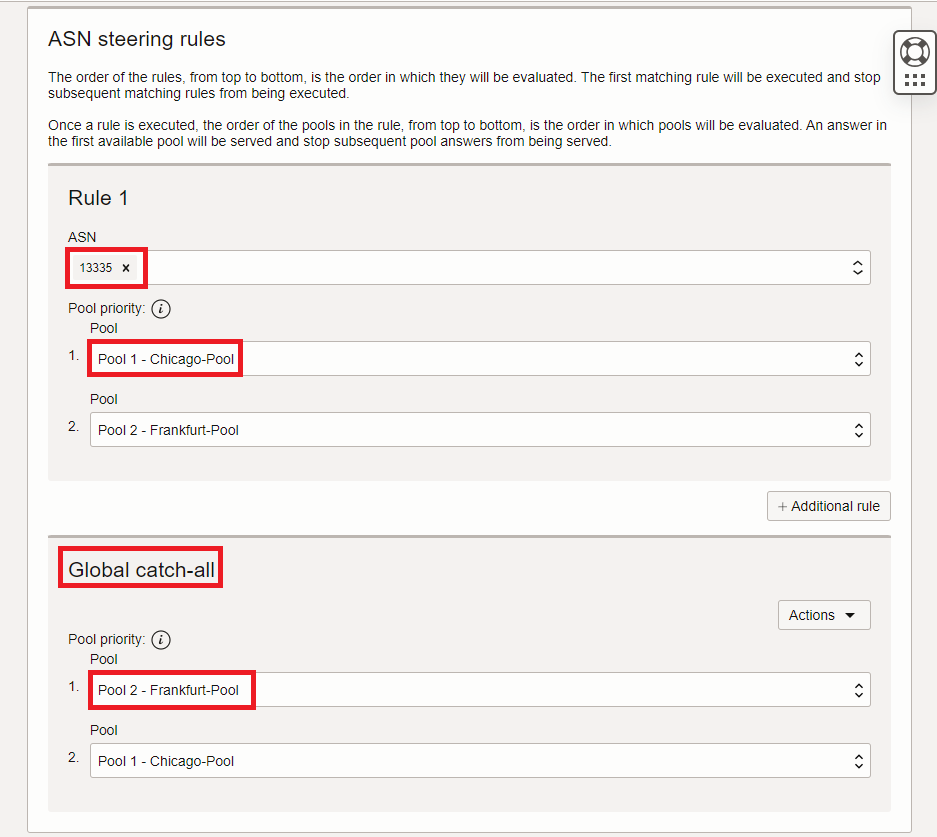 ASN steering rules
The order of the rules, from top to bottom, is the order in which they will be evaluated. The first matching rule will be executed and stop
subsequent matching rules from being executed.
Once a rule is executed, the order of the pools in the rule, from top to bottom, is the order in which pools will be evaluated. An answer in
the first available pool will be served and stop subsequent pool answers from being served.
Rule 1
ASN
13335 ×
Pool priority: i
Pool
1. Pool 1 - Chicago-Pool
Pool
2. Pool 2 - Frankfurt-Pool
+ Additional rule
Global catch-all
Actions
Pool priority: i
Pool
1. Pool 2 - Frankfurt-Pool
Pool
2. Pool 1 - Chicago-Pool